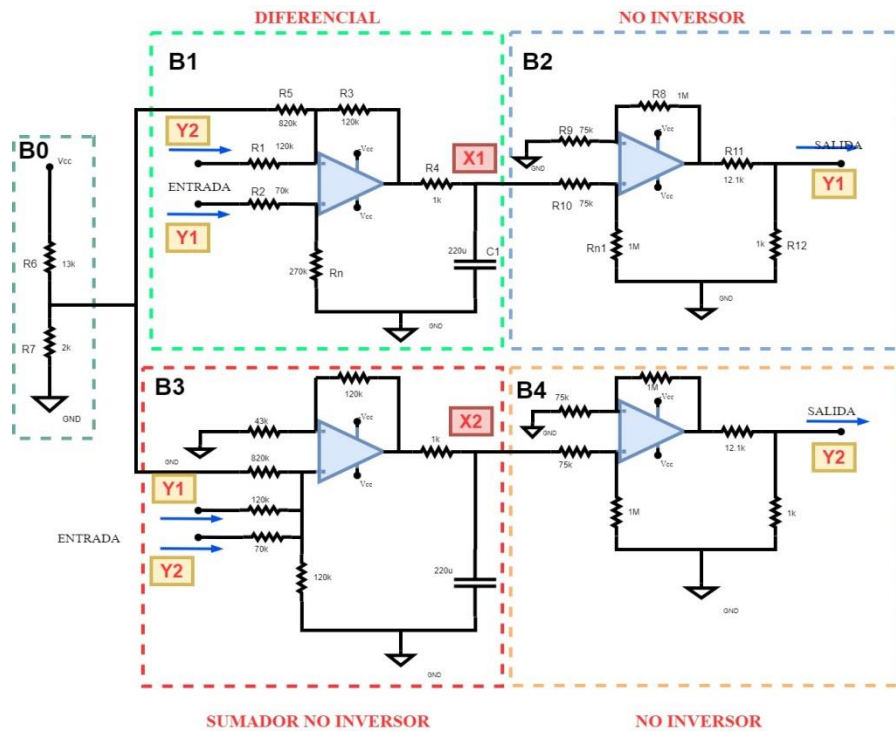 DIFERENCIAL
NO INVERSOR
B0
Vcc
R6
13k
R7
2k
GND
B1
R5
820k
R3
120k
Y2
R1
120k
ENTRADA
R2
70k
Y1
Vcc
Vcc
R4
1k
X1
270k
Rn
220u
C1
GND
B2
R8
1M
R9
75k
GND
Vcc
Vcc
R10
75k
R11
12.1k
SALIDA
Y1
Rn1
1M
1k
R12
GND
B3
120k
43k
GND
820k
Y1
120k
ENTRADA
70k
Y2
120k
Vcc
Vcc
1k
X2
220u
GND
B4
1M
75k
GND
Vcc
Vcc
75k
12.1k
SALIDA
Y2
1M
1k
GND
SUMADOR NO INVERSOR
NO INVERSOR